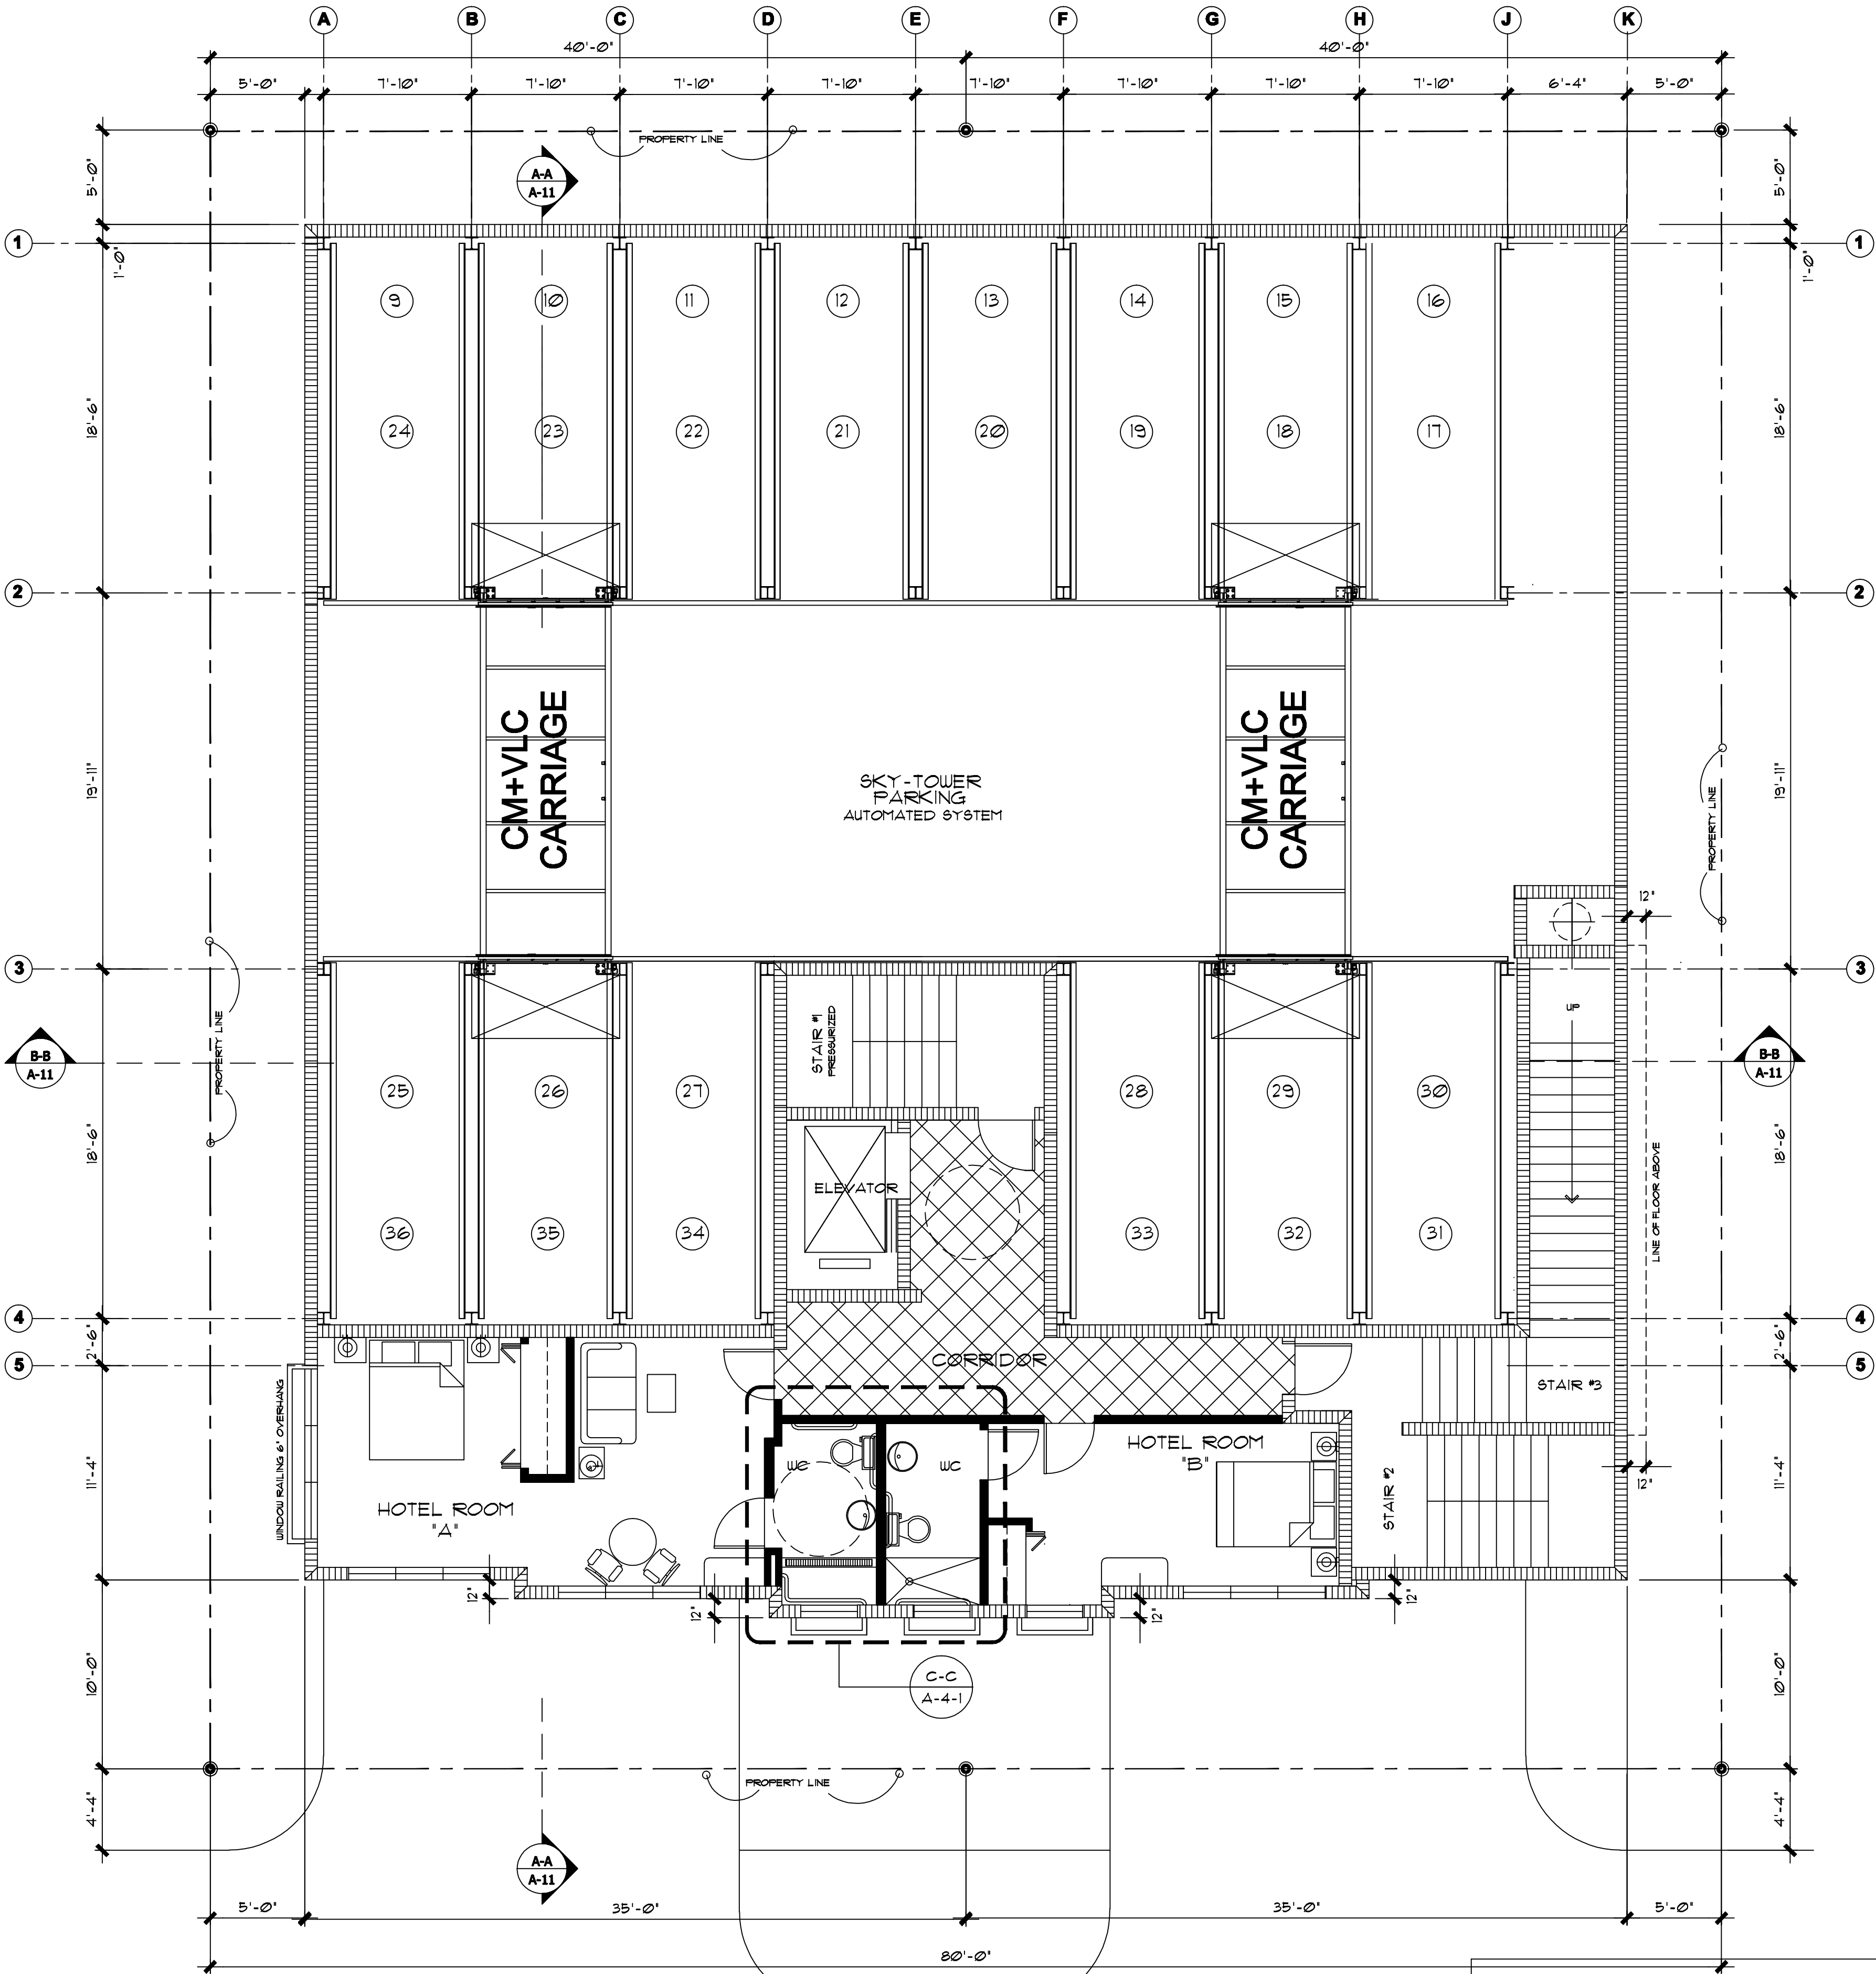 A B C D E F G H J K
40'-0" 40'-0"
5'-0" 7'-10" 7'-10" 7'-10" 7'-10" 7'-10" 7'-10" 7'-10" 7'-10" 6'-4" 5'-0"
PROPERTY LINE
5'-0" 5'-0"
A-A
A-11
1 1
1'-0" 1'-0"
9 10 11 12 13 14 15 16
18'-6" 18'-6"
24 23 22 21 20 19 18 17
2 2
CM+VLC
CARRIAGE
CM+VLC
CARRIAGE
SKY-TOWER
PARKING
AUTOMATED SYSTEM
19'-11" 19'-11"
PROPERTY LINE
12"
3 3
PROPERTY LINE
STAIR #1
PRESSURIZED
UP
B-B
A-11
B-B
A-11
25 26 27 28 29 30
18'-6" 18'-6"
ELEVATOR
LINE OF FLOOR ABOVE
36 35 34 33 32 31
4 4
2'-6" 2'-6"
5 5
CORRIDOR
STAIR #3
WINDOW RAILING 6" OVERHANG
HOTEL ROOM
"B"
WC WC
11'-4" 11'-4"
12"
STAIR #2
HOTEL ROOM
"A"
12" 12" 12" 12"
C-C
A-4-1
10'-0" 10'-0"
PROPERTY LINE
4'-4" 4'-4"
A-A
A-11
5'-0" 35'-0" 35'-0" 5'-0"
80'-0"